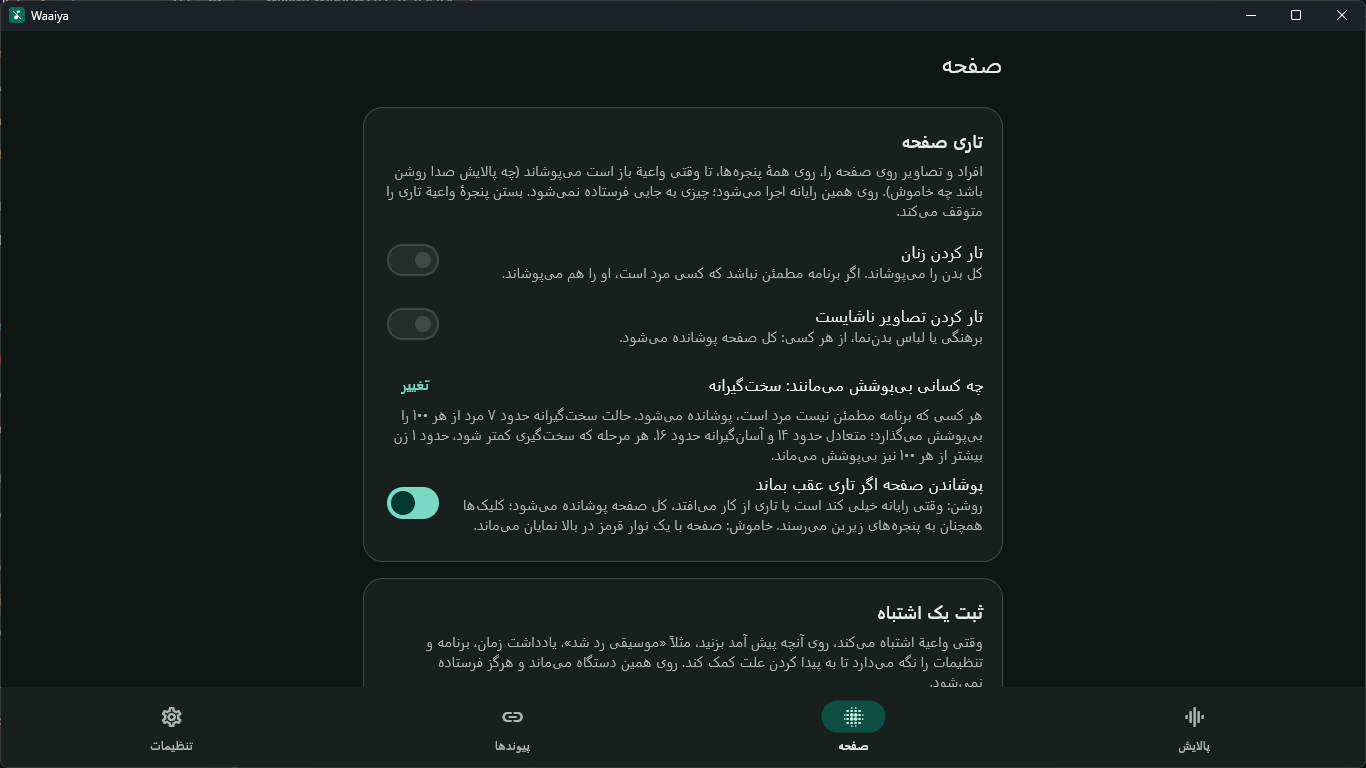 Waaiya
صفحه
تاری صفحه
افراد و تصاویر روی صفحه را، روی همهٔ پنجره‌ها، تا وقتی واعیة باز است می‌پوشاند (چه پالایش صدا روشن
باشد چه خاموش). روی همین رایانه اجرا می‌شود؛ چیزی به جایی فرستاده نمی‌شود. بستن پنجرهٔ واعیة تاری را
متوقف می‌کند.
تار کردن زنان
کل بدن را می‌پوشاند. اگر برنامه مطمئن نباشد که کسی مرد است، او را هم می‌پوشاند.
تار کردن تصاویر ناشایست
برهنگی یا لباس بدن‌نما، از هر کسی: کل صفحه پوشانده می‌شود.
چه کسانی بی‌پوشش می‌مانند: سخت‌گیرانه
تغییر
هر کسی که برنامه مطمئن نیست مرد است، پوشانده می‌شود. حالت سخت‌گیرانه حدود ۷ مرد از هر ۱۰۰ را
بی‌پوشش می‌گذارد؛ متعادل حدود ۱۴ و آسان‌گیرانه حدود ۱۶. هر مرحله که سخت‌گیری کمتر شود، حدود ۱ زن
بیشتر از هر ۱۰۰ نیز بی‌پوشش می‌ماند.
پوشاندن صفحه اگر تاری عقب بماند
روشن: وقتی رایانه خیلی کند است یا تاری از کار می‌افتد، کل صفحه پوشانده می‌شود؛ کلیک‌ها
همچنان به پنجره‌های زیرین می‌رسند. خاموش: صفحه با یک نوار قرمز در بالا نمایان می‌ماند.
ثبت یک اشتباه
وقتی واعیة اشتباه می‌کند، روی آنچه پیش آمد بزنید، مثلاً «موسیقی رد شد». یادداشت زمان، برنامه و
تنظیمات را نگه می‌دارد تا به پیدا کردن علت کمک کند. روی همین دستگاه می‌ماند و هرگز فرستاده
نمی‌شود.
پالایش
صفحه
پیوندها
تنظیمات